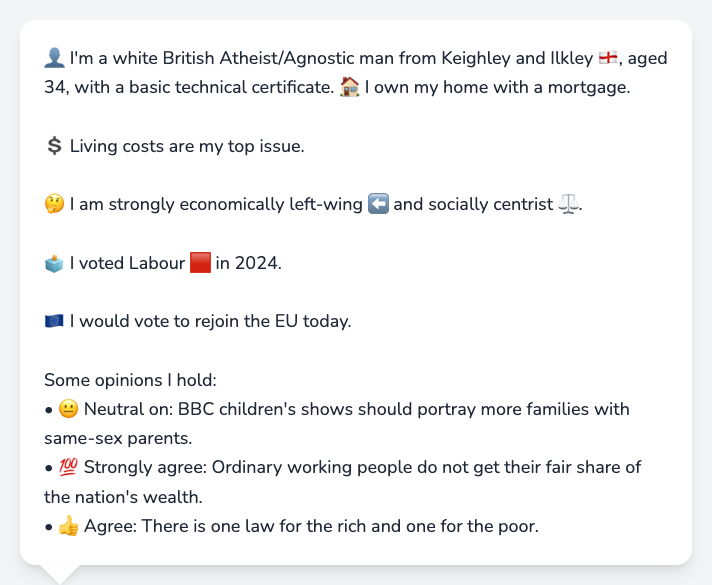 👤 I'm a white British Atheist/Agnostic man from Keighley and Ilkley 🏴󠁧󠁢󠁥󠁮󠁧󠁿, aged
34, with a basic technical certificate. 🏠 I own my home with a mortgage.
💲 Living costs are my top issue.
🤔 I am strongly economically left-wing ⬅️ and socially centrist ⚖️.
🗳️ I voted Labour 🟥 in 2024.
🇪🇺 I would vote to rejoin the EU today.
Some opinions I hold:
• 😐 Neutral on: BBC children's shows should portray more families with
same-sex parents.
• 💯 Strongly agree: Ordinary working people do not get their fair share of
the nation's wealth.
• 👍 Agree: There is one law for the rich and one for the poor.